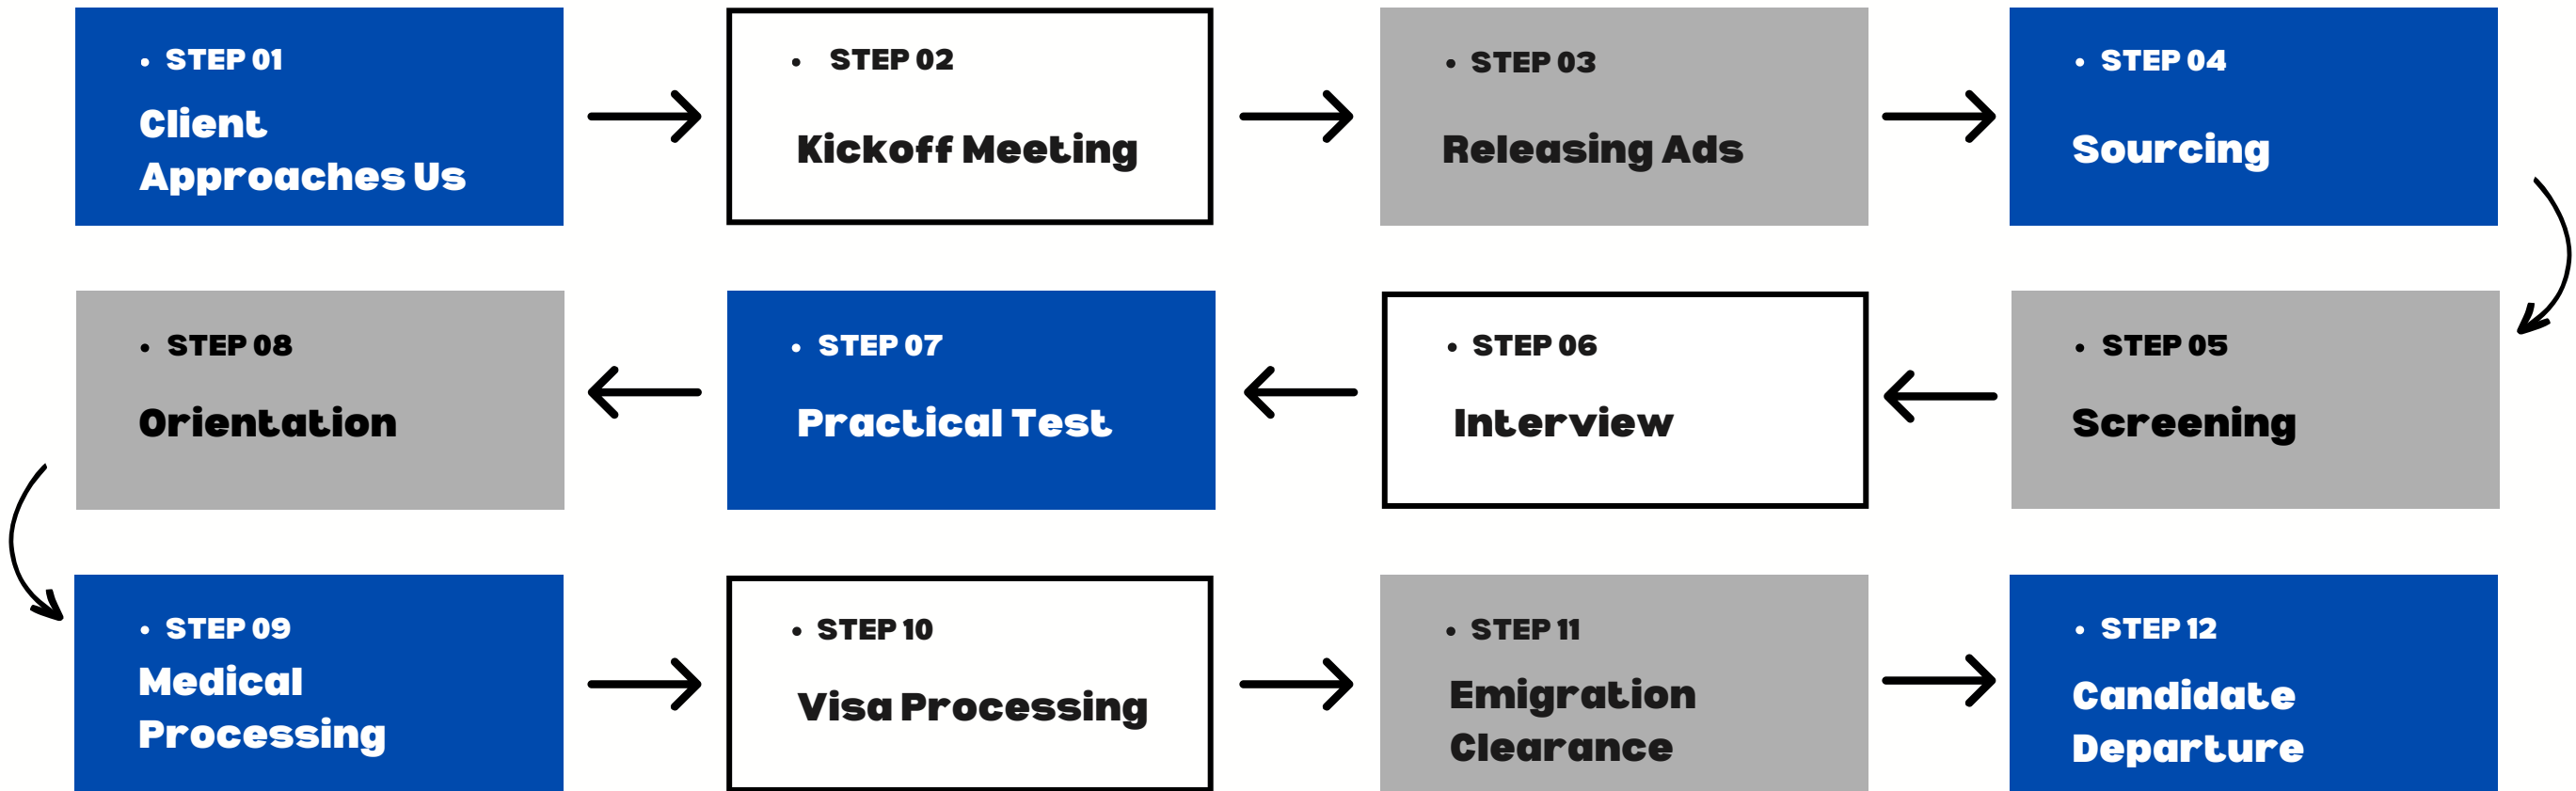 • STEP 01
Client
Approaches Us
• STEP 02
Kickoff Meeting
• STEP 03
Releasing Ads
• STEP 04
Sourcing
• STEP 05
Screening
• STEP 06
Interview
• STEP 07
Practical Test
• STEP 08
Orientation
• STEP 09
Medical
Processing
• STEP 10
Visa Processing
• STEP 11
Emigration
Clearance
• STEP 12
Candidate
Departure